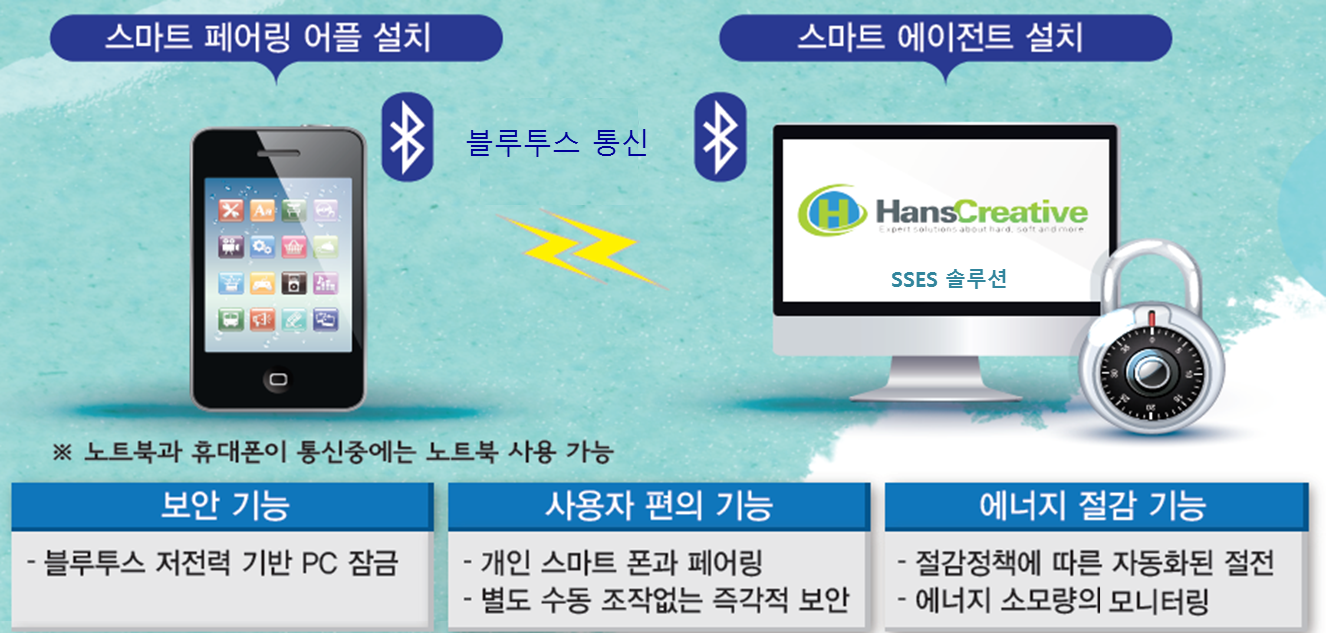 스마트 페어링 어플 설치
스마트 에이전트 설치
블루투스 통신
HansCreative
Expert solutions about hard, soft and more
SSES 솔루션
※ 노트북과 휴대폰이 통신중에는 노트북 사용 가능
보안 기능
- 블루투스 저전력 기반 PC 잠금
사용자 편의 기능
- 개인 스마트 폰과 페어링
- 별도 수동 조작없는 즉각적 보안
에너지 절감 기능
- 절감정책에 따른 자동화된 절전
- 에너지 소모량의 모니터링